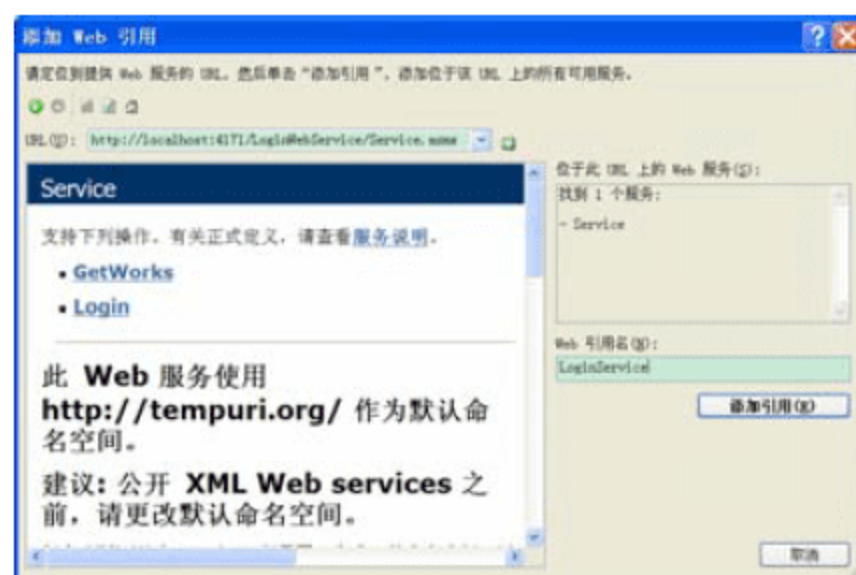 添加 Web 引用
请定位到提供 Web 服务的 URL，然后单击“添加引用”，添加位于该 URL 上的所有可用服务。
URL(U): http://localhost:4171/LoginWebService/Service.asmx
Service
支持下列操作。有关正式定义，请查看服务说明。
GetWorks
Login
此 Web 服务使用
http://tempuri.org/ 作为默认命
名空间。
建议: 公开 XML Web services 之
前，请更改默认命名空间。
位于此 URL 上的 Web 服务(S):
找到 1 个服务:
- Service
Web 引用名(N):
LoginService
添加引用(R)
取消